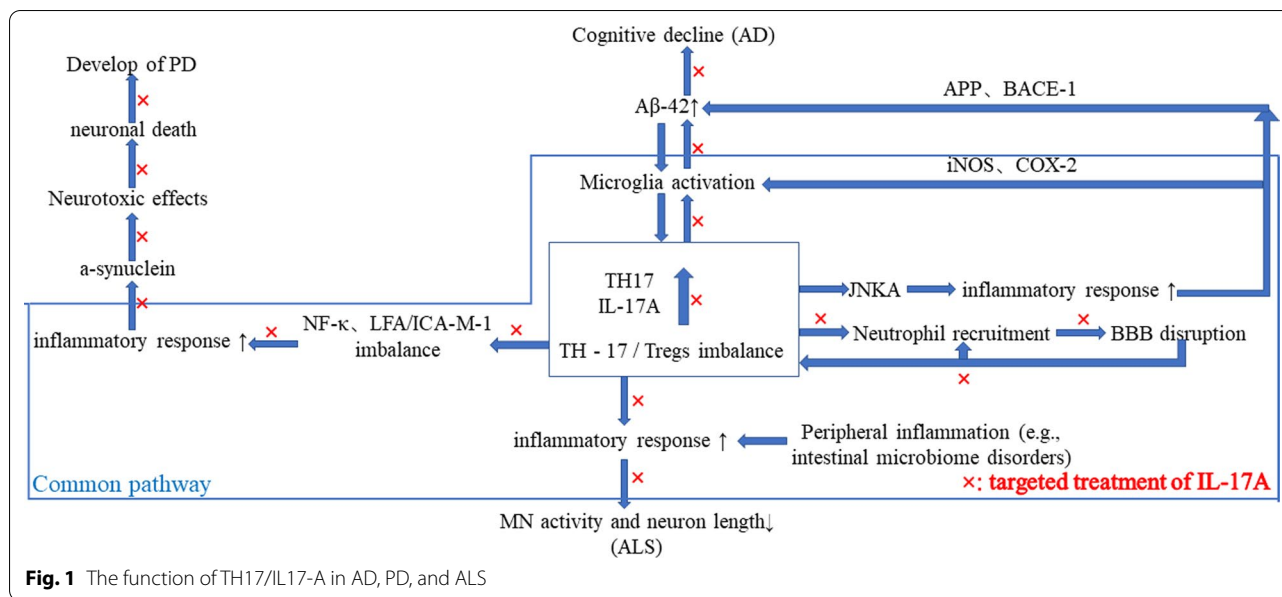 Cognitive decline (AD)
Develop of PD
APP、BACE-1
Aβ-42↑
neuronal death
iNOS、COX-2
Microglia activation
Neurotoxic effects
a-synuclein
TH17
IL-17A
JNKA
inflammatory response ↑
NF-κ、LFA/ICA-M-1
imbalance
inflammatory response ↑
TH - 17 / Tregs imbalance
Neutrophil recruitment
BBB disruption
inflammatory response ↑
Peripheral inflammation (e.g.,
intestinal microbiome disorders)
Common pathway
×: targeted treatment of IL-17A
MN activity and neuron length↓
(ALS)
Fig. 1 The function of TH17/IL17-A in AD, PD, and ALS